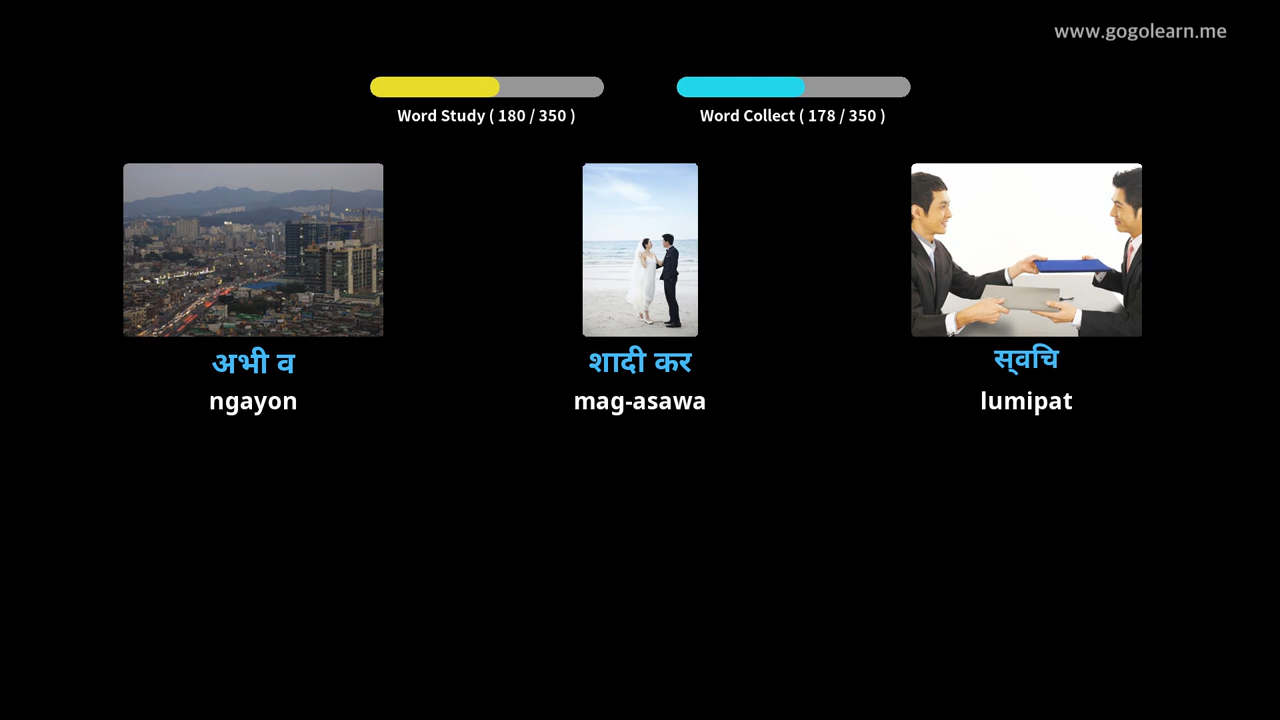 www.gogolearn.me
Word Study ( 180 / 350 )
Word Collect ( 178 / 350 )
अभी व
शादी कर
स्वचि
ngayon
mag-asawa
lumipat